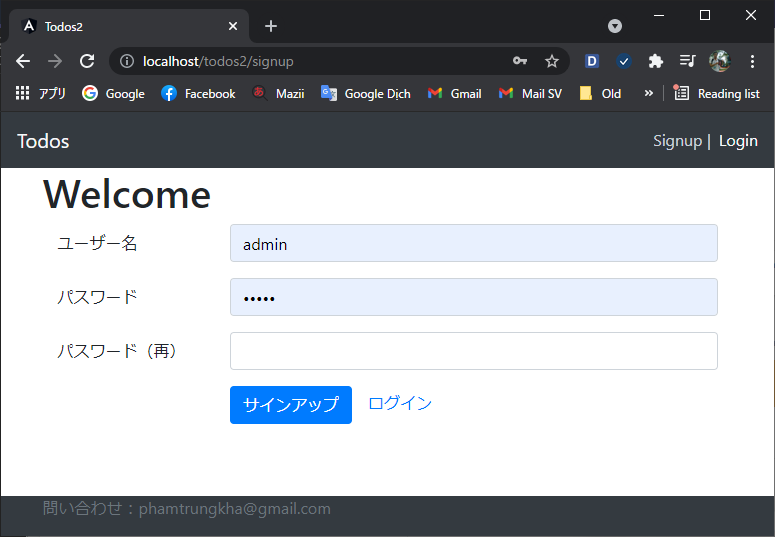 Todos2
localhost/todos2/signup
アプリ Google Facebook Mazii Google Dịch Gmail Mail SV Old » Reading list
Todos Signup | Login
Welcome
ユーザー名 admin
パスワード •••••
パスワード（再）
サインアップ ログイン
問い合わせ：phamtrungkha@gmail.com